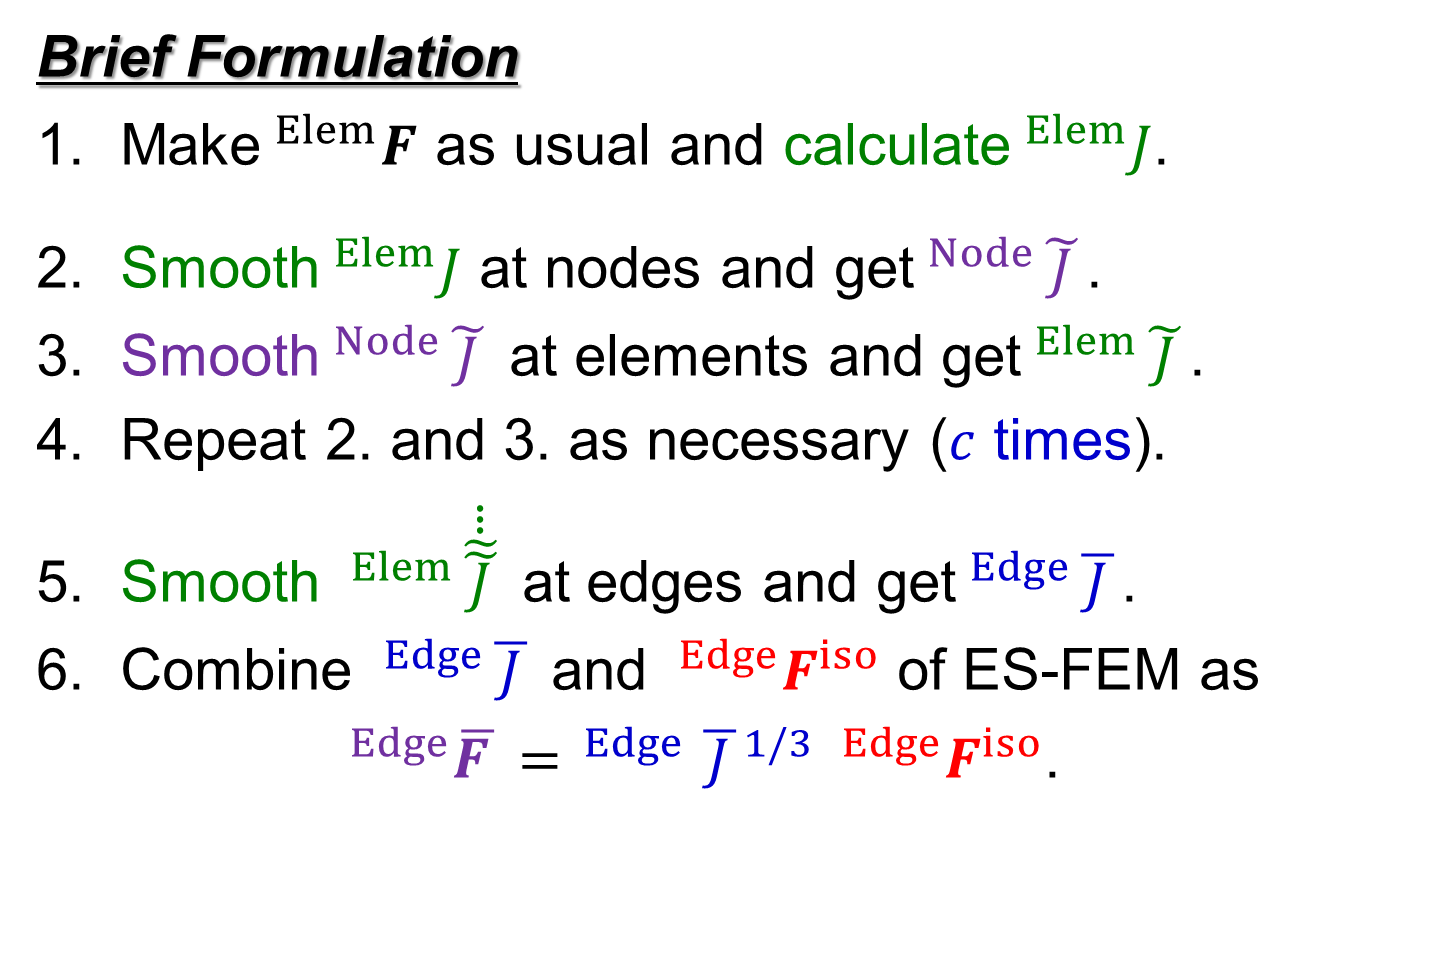 Brief Formulation
1. Make ᴱˡᵉᵐ𝑭 as usual and calculate ᴱˡᵉᵐ𝐽.
2. Smooth ᴱˡᵉᵐ𝐽 at nodes and get ᴺᵒᵈᵉ𝐽̃ .
3. Smooth ᴺᵒᵈᵉ𝐽̃ at elements and get ᴱˡᵉᵐ𝐽̃ .
4. Repeat 2. and 3. as necessary (𝑐 times).
5. Smooth ᴱˡᵉᵐ𝐽̃̃⁞ at edges and get ᴱᵈᵍᵉ𝐽̅ .
6. Combine ᴱᵈᵍᵉ𝐽̅ and ᴱᵈᵍᵉ𝑭ⁱˢᵒ of ES-FEM as
ᴱᵈᵍᵉ𝑭̅ = ᴱᵈᵍᵉ𝐽̅ ¹/³ ᴱᵈᵍᵉ𝑭ⁱˢᵒ .